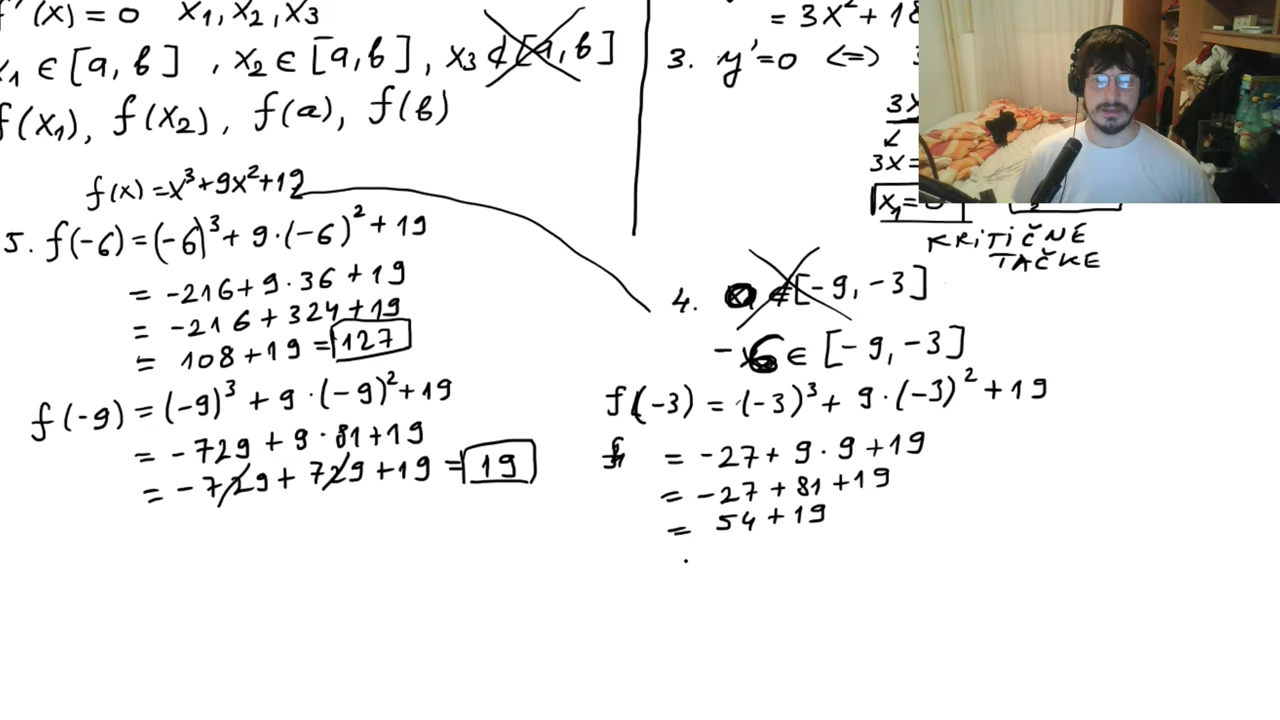 f'(x) = 0 x₁, x₂, x₃
x₁ ∈ [a, b] , x₂ ∈ [a, b] , x₃ ∉ [a, b]
f(x₁), f(x₂), f(a), f(b)
f(x) = x³ + 9x² + 19
5. f(-6) = (-6)³ + 9·(-6)² + 19
= -216 + 9·36 + 19
= -216 + 324 + 19
= 108 + 19 = 127
f(-9) = (-9)³ + 9·(-9)² + 19
= -729 + 9·81 + 19
= -729 + 729 + 19 = 19
= 3x² + 18
3. y' = 0 <=>
3x
3x =
x₁ = 0
KRITIČNE
TAČKE
4. ∉ [-9, -3]
-6 ∈ [-9, -3]
f(-3) = (-3)³ + 9·(-3)² + 19
= -27 + 9·9 + 19
= -27 + 81 + 19
= 54 + 19